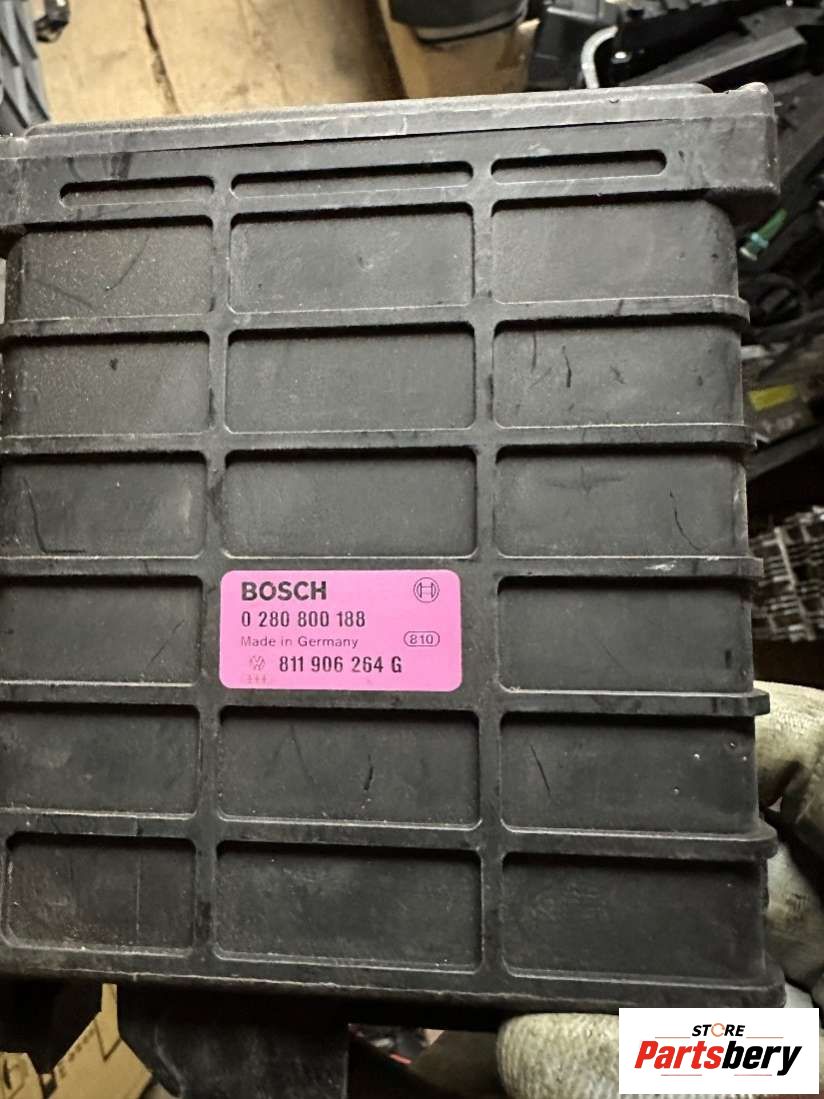 BOSCH
0 280 800 188
Made in Germany 810
811 906 264 G
STORE
Partsbery